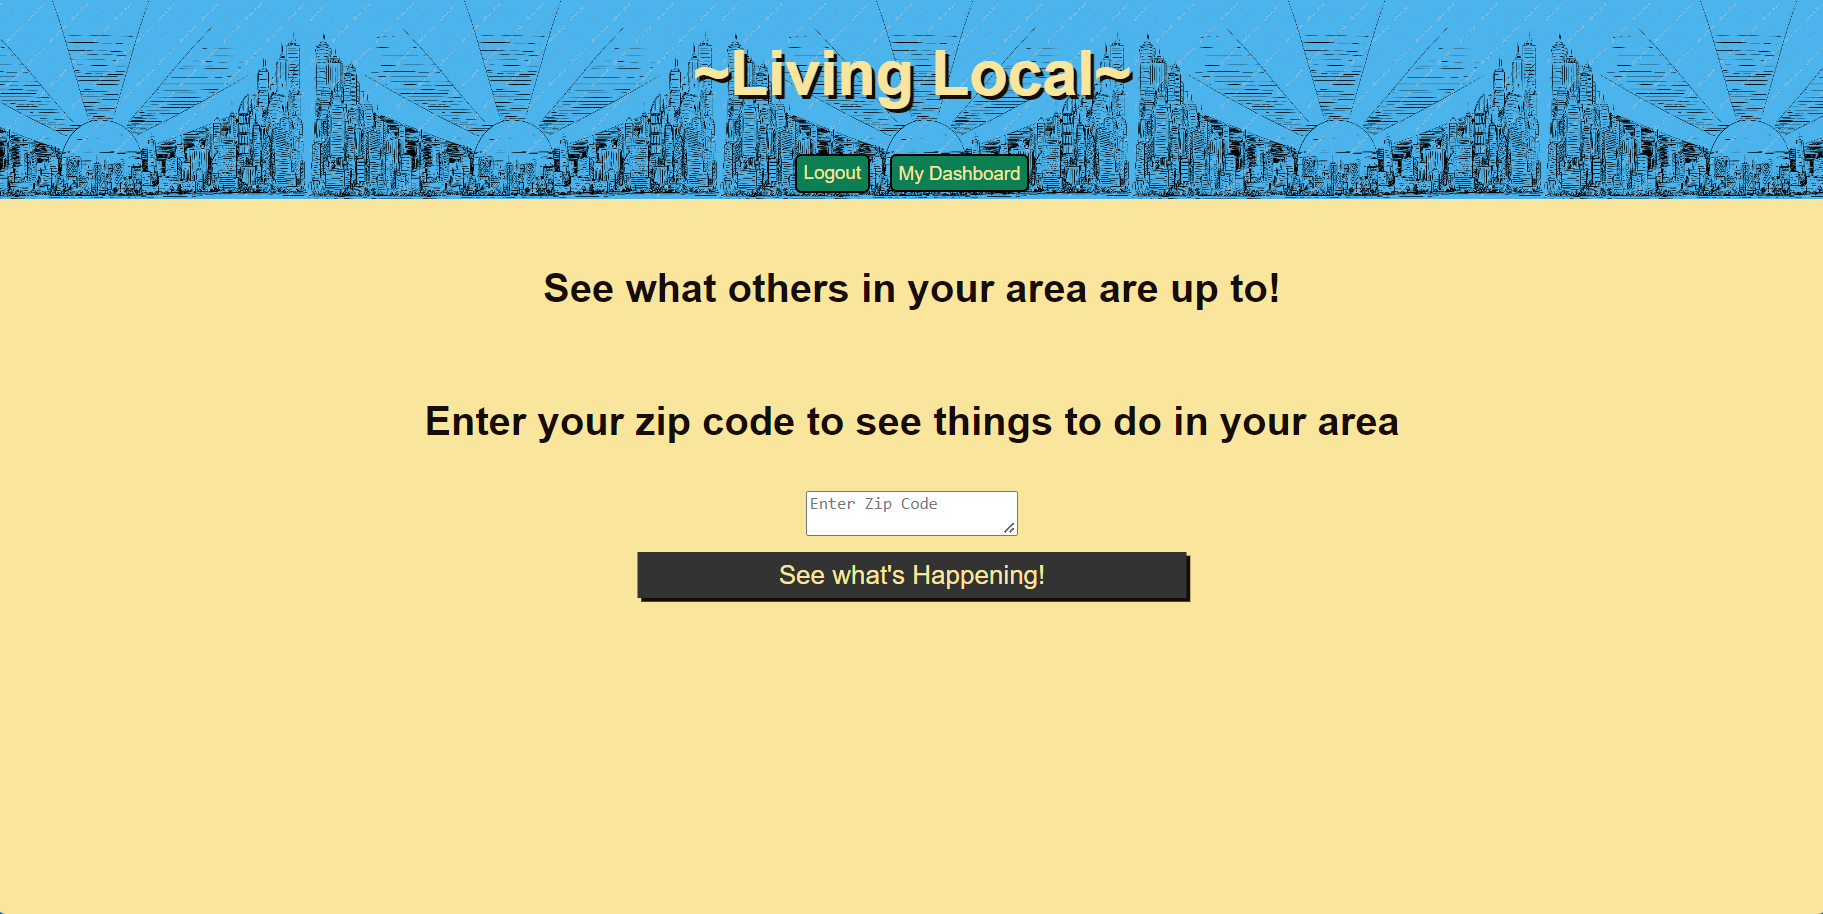 ~Living Local~
Logout
My Dashboard
See what others in your area are up to!
Enter your zip code to see things to do in your area
Enter Zip Code
See what's Happening!